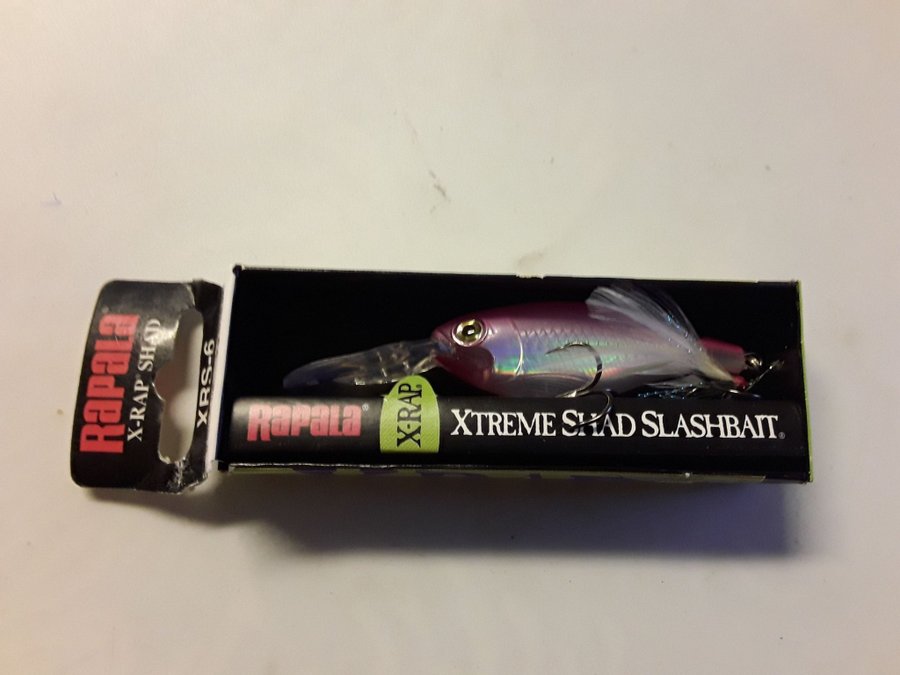 Rapala®
X-RAP SHAD
XRS-6
Rapala®
X-RAP
XTREME SHAD SLASHBAIT®